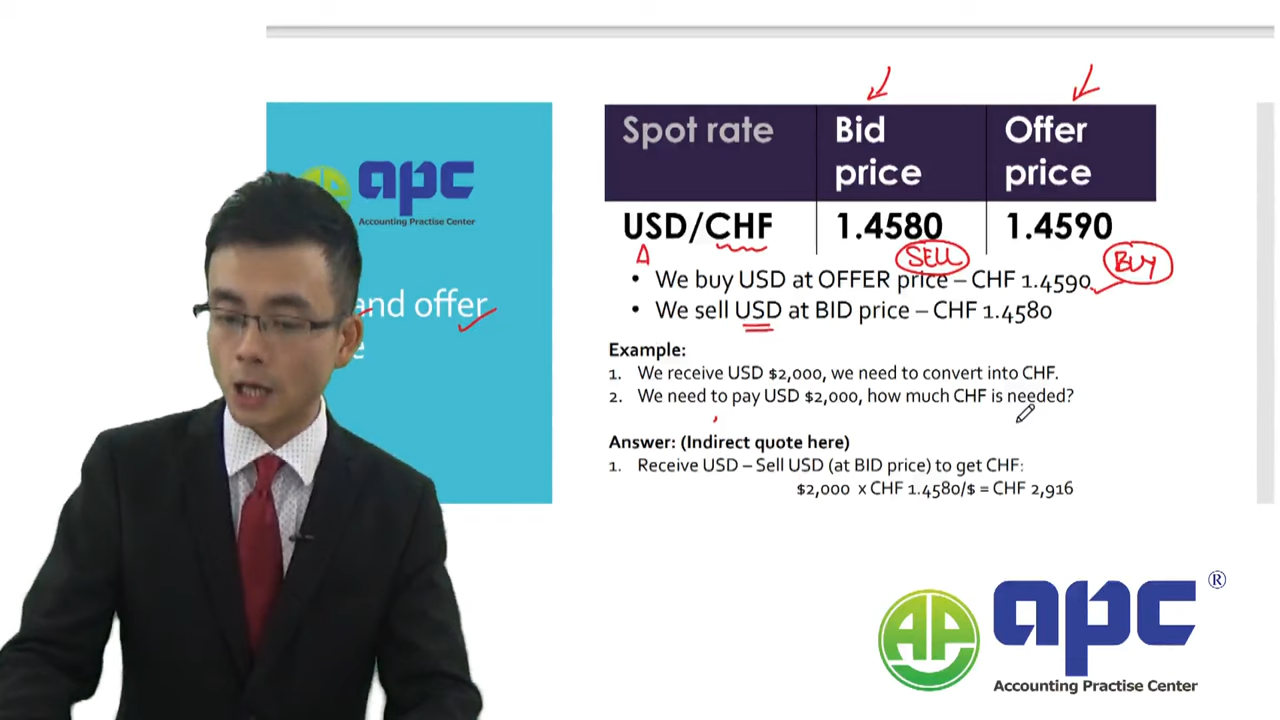 apc
Accounting Practise Center
and offer
Spot rate
Bid price
Offer price
USD/CHF
1.4580
1.4590
SELL
BUY
• We buy USD at OFFER price – CHF 1.4590
• We sell USD at BID price – CHF 1.4580
Example:
1. We receive USD $2,000, we need to convert into CHF.
2. We need to pay USD $2,000, how much CHF is needed?
Answer: (Indirect quote here)
1. Receive USD – Sell USD (at BID price) to get CHF:
$2,000 x CHF 1.4580/$ = CHF 2,916
AP apc ®
Accounting Practise Center